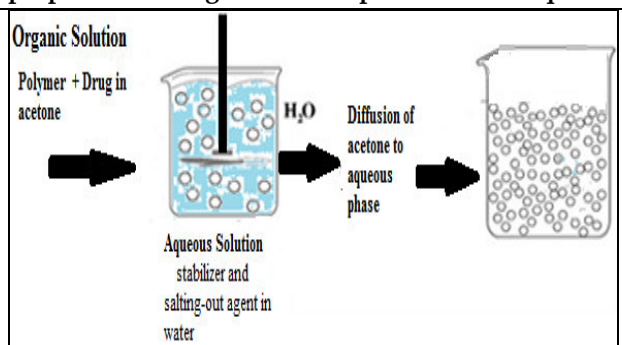 Organic Solution
Polymer + Drug in
acetone
H₂O
Diffusion of
acetone to
aqueous
phase
Aqueous Solution
stabilizer and
salting-out agent in
water